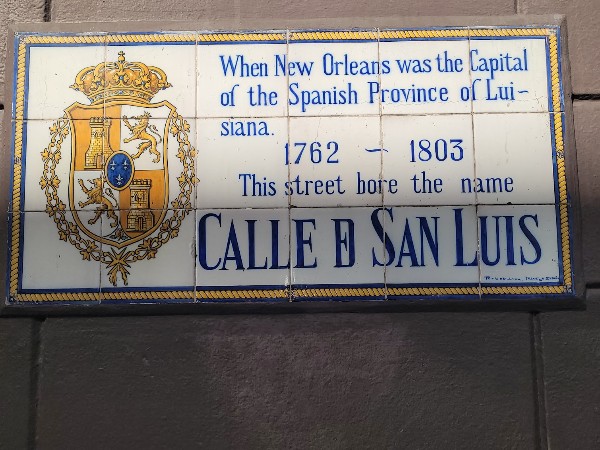 When New Orleans was the Capital
of the Spanish Province of Lui-
siana.
1762 ~ 1803
This street bore the name
CALLE D SAN LUIS